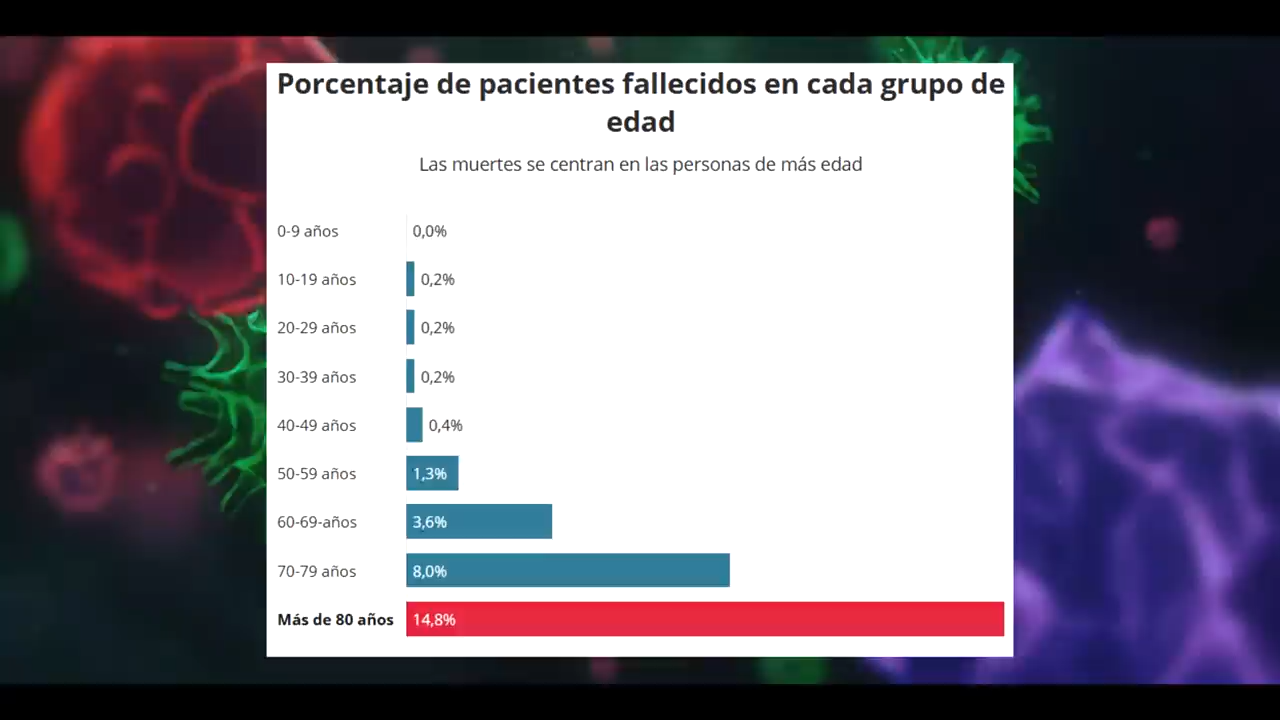 Porcentaje de pacientes fallecidos en cada grupo de
edad
Las muertes se centran en las personas de más edad
0-9 años 0,0%
10-19 años 0,2%
20-29 años 0,2%
30-39 años 0,2%
40-49 años 0,4%
50-59 años 1,3%
60-69-años 3,6%
70-79 años 8,0%
Más de 80 años 14,8%